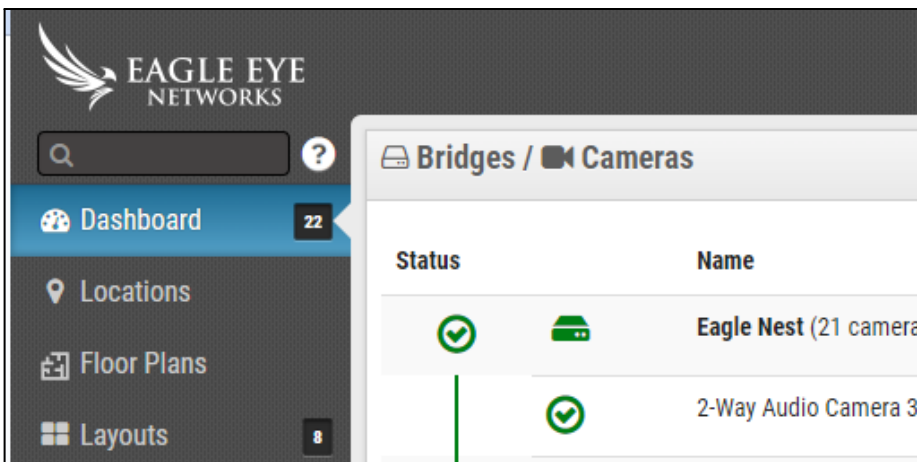 EAGLE EYE
NETWORKS
?
Bridges / Cameras
Dashboard 22
Status Name
Locations
Eagle Nest (21 camera
Floor Plans
2-Way Audio Camera 3
Layouts 8